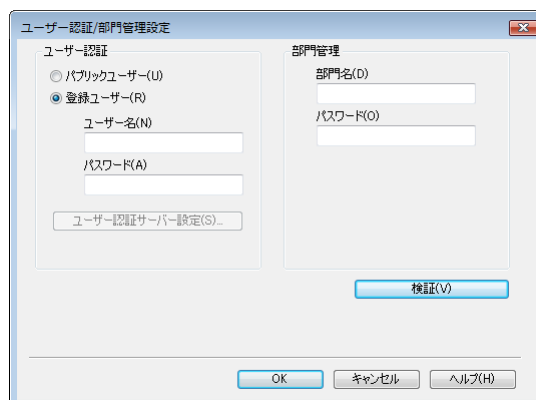 ユーザー認証/部門管理設定
ユーザー認証
パブリックユーザー(U)
登録ユーザー(R)
ユーザー名(N)
パスワード(A)
ユーザー認証サーバー設定(S)...
部門管理
部門名(D)
パスワード(O)
検証(V)
OK
キャンセル
ヘルプ(H)